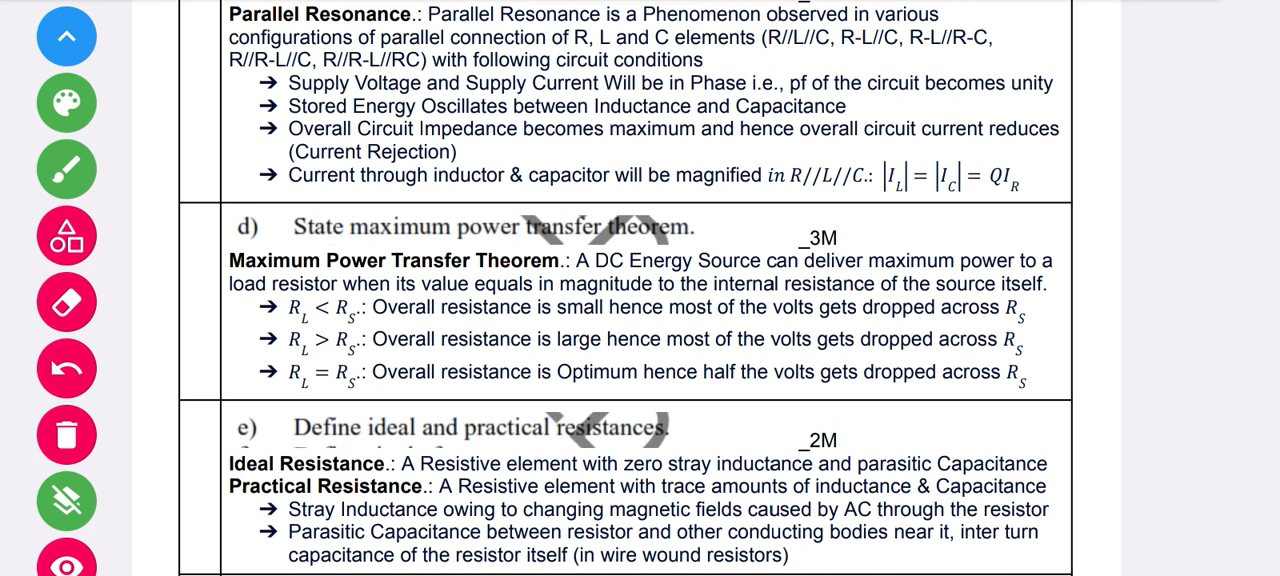 Parallel Resonance.: Parallel Resonance is a Phenomenon observed in various
configurations of parallel connection of R, L and C elements (R//L//C, R-L//C, R-L//R-C,
R//R-L//C, R//R-L//RC) with following circuit conditions
➔ Supply Voltage and Supply Current Will be in Phase i.e., pf of the circuit becomes unity
➔ Stored Energy Oscillates between Inductance and Capacitance
➔ Overall Circuit Impedance becomes maximum and hence overall circuit current reduces
(Current Rejection)
➔ Current through inductor & capacitor will be magnified in R//L//C.: |I_L| = |I_C| = QI_R
d) State maximum power transfer theorem.
_3M
Maximum Power Transfer Theorem.: A DC Energy Source can deliver maximum power to a
load resistor when its value equals in magnitude to the internal resistance of the source itself.
➔ R_L < R_S.: Overall resistance is small hence most of the volts gets dropped across R_S
➔ R_L > R_S.: Overall resistance is large hence most of the volts gets dropped across R_S
➔ R_L = R_S.: Overall resistance is Optimum hence half the volts gets dropped across R_S
e) Define ideal and practical resistances.
_2M
Ideal Resistance.: A Resistive element with zero stray inductance and parasitic Capacitance
Practical Resistance.: A Resistive element with trace amounts of inductance & Capacitance
➔ Stray Inductance owing to changing magnetic fields caused by AC through the resistor
➔ Parasitic Capacitance between resistor and other conducting bodies near it, inter turn
capacitance of the resistor itself (in wire wound resistors)